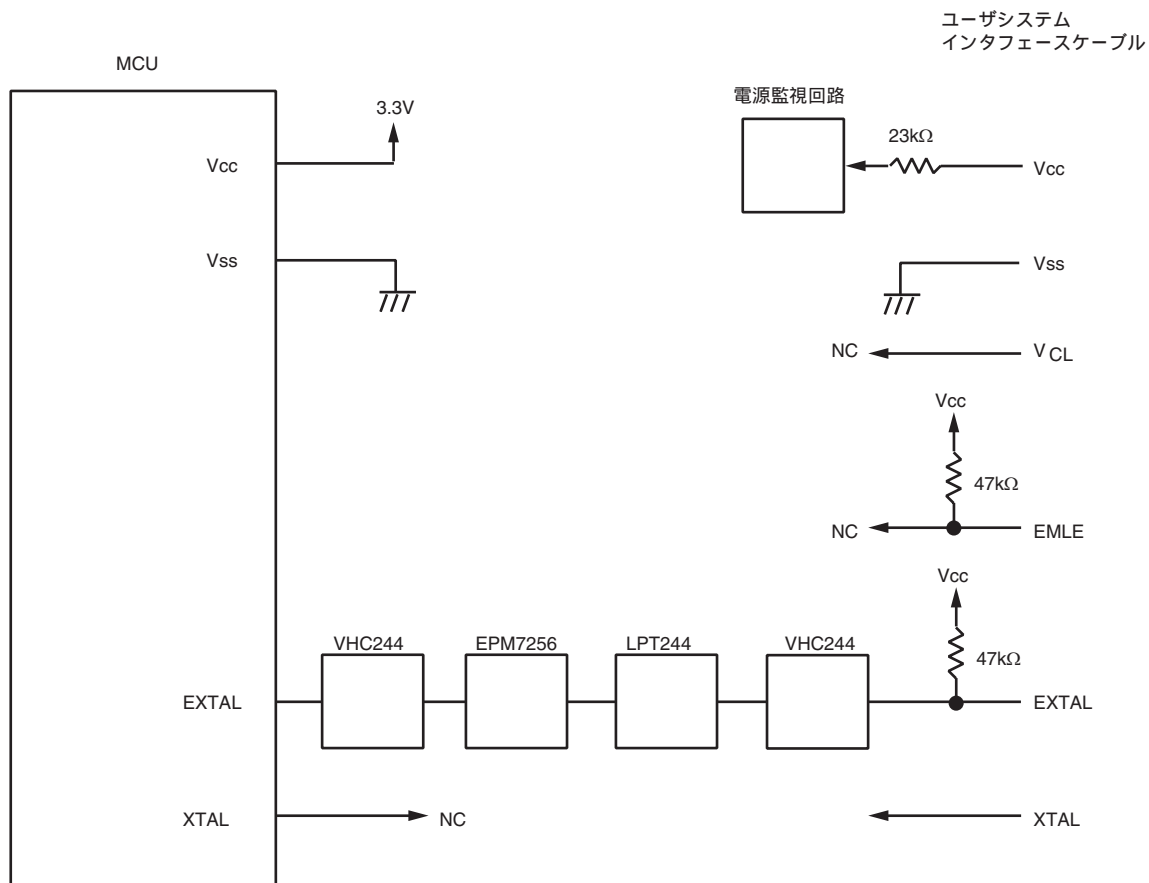 ユーザシステム
インタフェースケーブル
MCU
電源監視回路
3.3V
23kΩ
Vcc
Vcc
Vss
Vss
NC
VCL
Vcc
47kΩ
NC
EMLE
Vcc
VHC244
EPM7256
LPT244
VHC244
47kΩ
EXTAL
EXTAL
XTAL
NC
XTAL